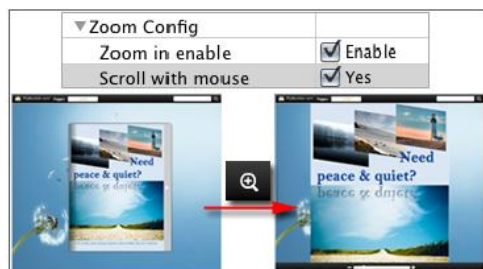 Zoom Config
Zoom in enable
Enable
Scroll with mouse
Yes
Need
peace & quiet?
Need
peace & quiet?